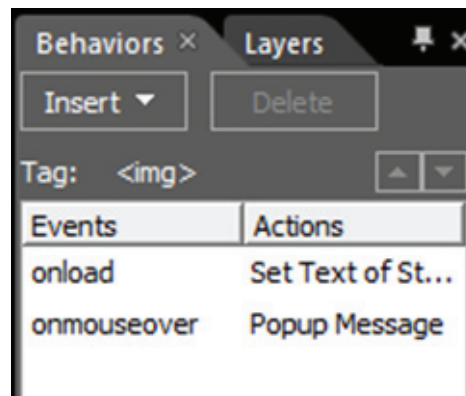 Behaviors × Layers ×
Insert Delete
Tag: <img>
Events Actions
onload Set Text of St...
onmouseover Popup Message